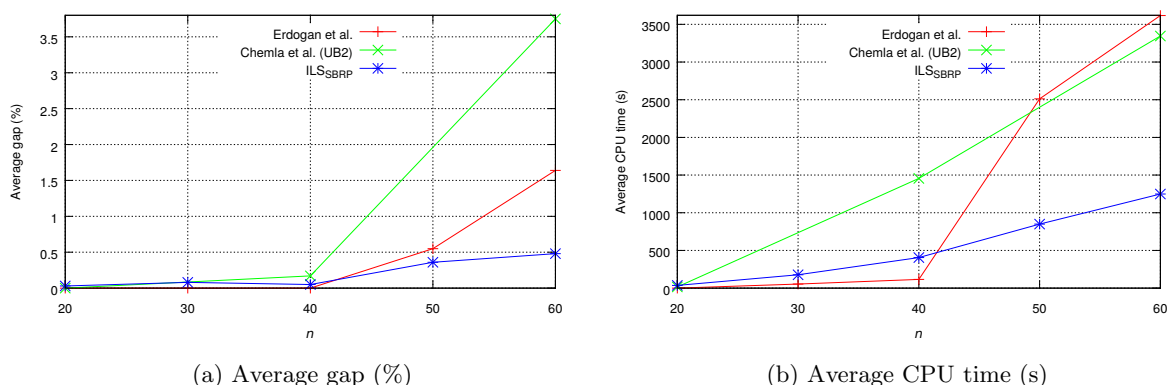 Erdogan et al.
Chemla et al. (UB2)
ILSSBRP
Average gap (%)
3.5
3
2.5
2
1.5
1
0.5
0
20
30
40
50
60
n
(a) Average gap (%)
Erdogan et al.
Chemla et al. (UB2)
ILSSBRP
Average CPU time (s)
3500
3000
2500
2000
1500
1000
500
0
20
30
40
50
60
n
(b) Average CPU time (s)